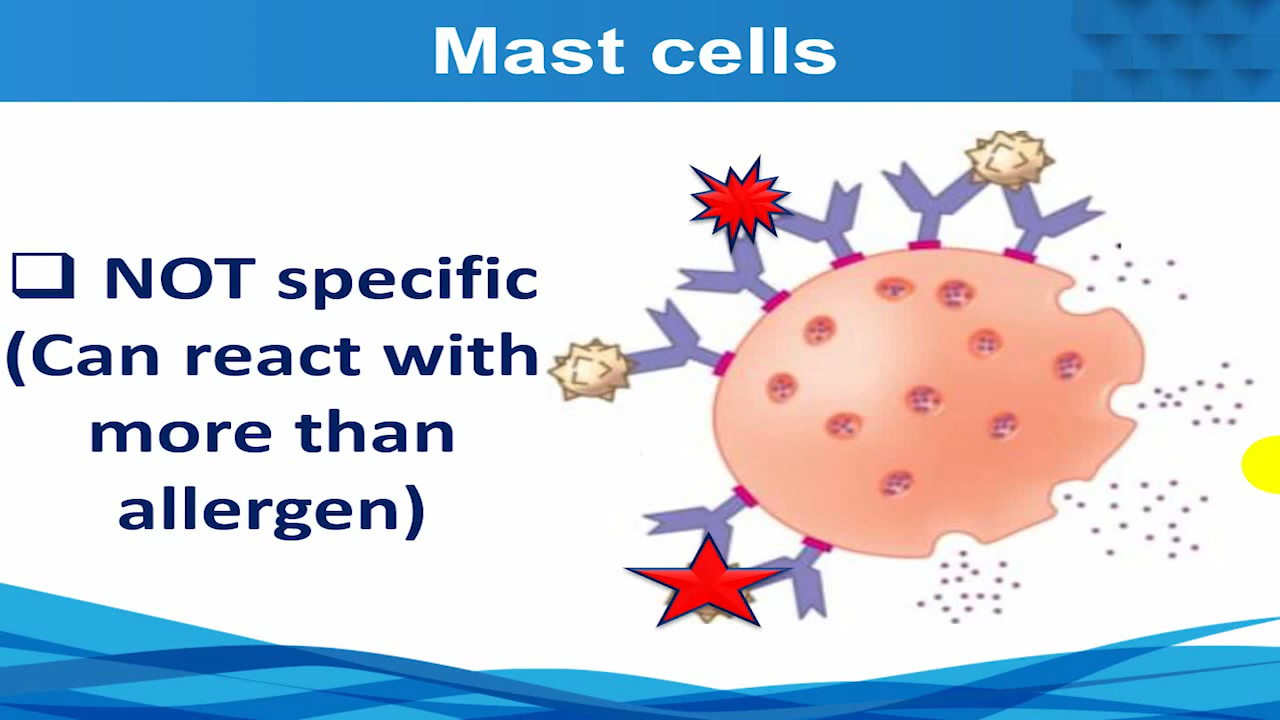 Mast cells
❑ NOT specific
(Can react with
more than
allergen)